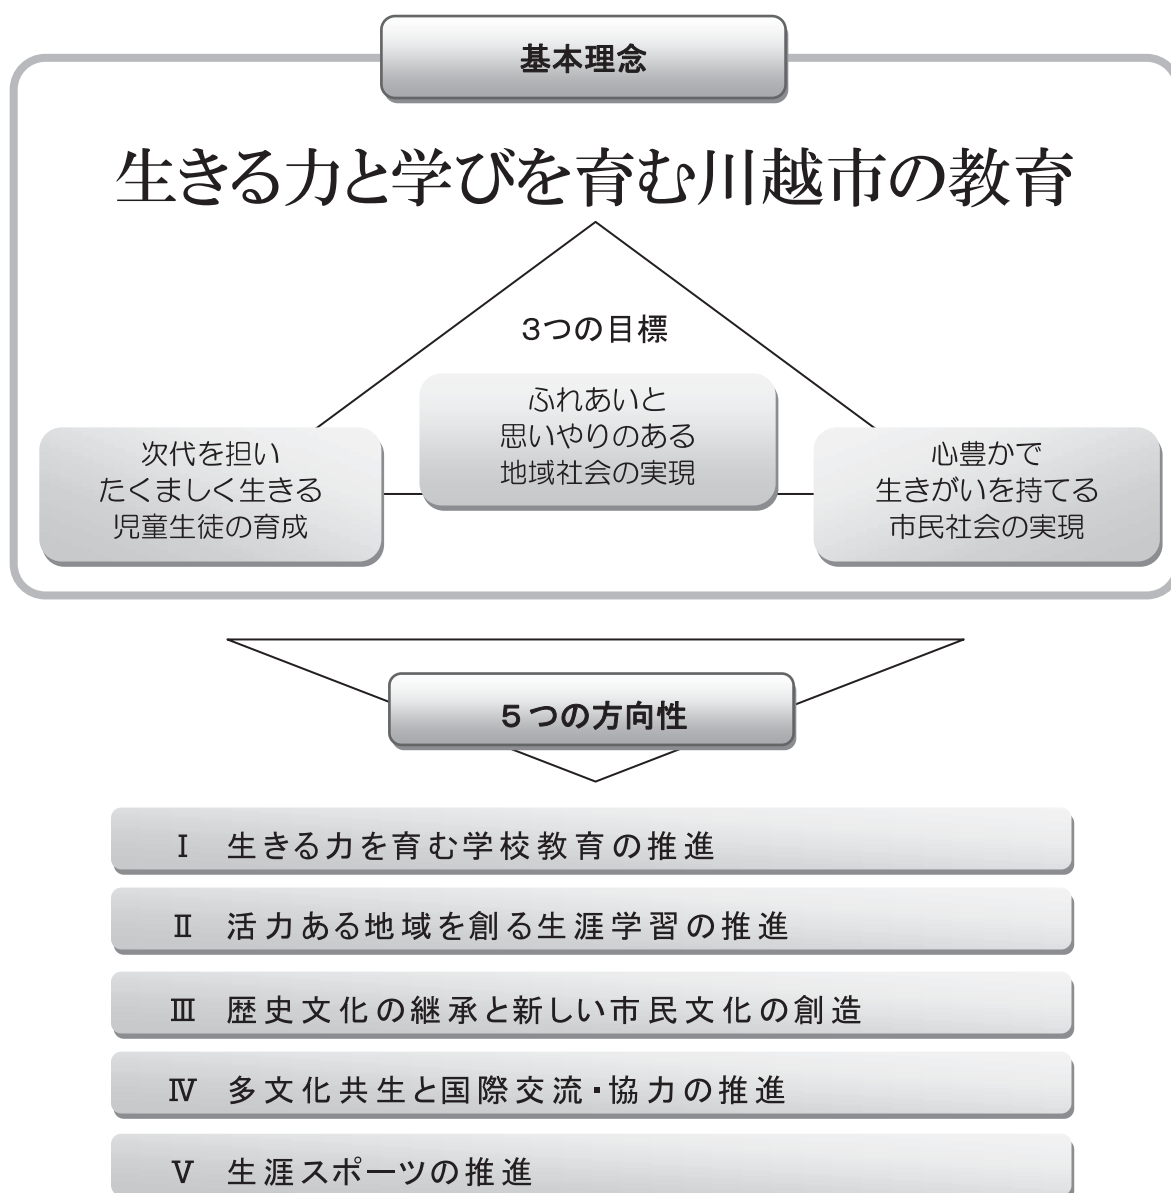 基本理念
生きる力と学びを育む川越市の教育
3つの目標
次代を担い
たくましく生きる
児童生徒の育成
ふれあいと
思いやりのある
地域社会の実現
心豊かで
生きがいを持てる
市民社会の実現
5つの方向性
Ⅰ 生きる力を育む学校教育の推進
Ⅱ 活力ある地域を創る生涯学習の推進
Ⅲ 歴史文化の継承と新しい市民文化の創造
Ⅳ 多文化共生と国際交流・協力の推進
Ⅴ 生涯スポーツの推進